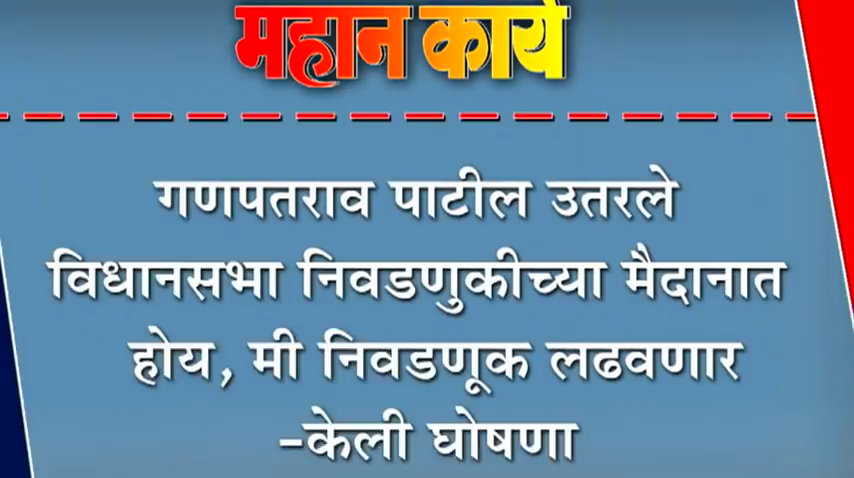 महान कार्य
गणपतराव पाटील उतरले
विधानसभा निवडणुकीच्या मैदानात
होय, मी निवडणूक लढवणार
-केली घोषणा